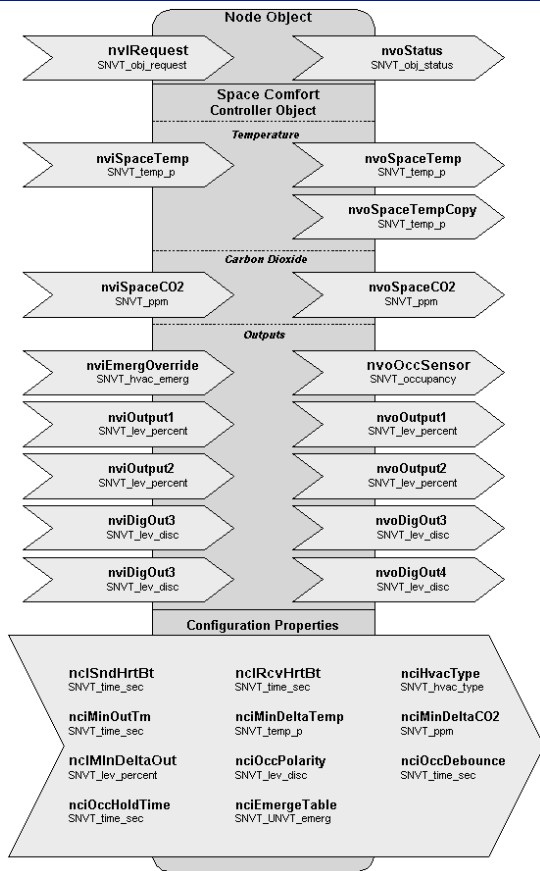 Node Object
nvIRequest
SNVT_obj_request
nvoStatus
SNVT_obj_status
Space Comfort
Controller Object
Temperature
nviSpaceTemp
SNVT_temp_p
nvoSpaceTemp
SNVT_temp_p
nvoSpaceTempCopy
SNVT_temp_p
Carbon Dioxide
nviSpaceCO2
SNVT_ppm
nvoSpaceCO2
SNVT_ppm
Outputs
nviEmergOverride
SNVT_hvac_emerg
nvoOccSensor
SNVT_occupancy
nviOutput1
SNVT_lev_percent
nvoOutput1
SNVT_lev_percent
nviOutput2
SNVT_lev_percent
nvoOutput2
SNVT_lev_percent
nviDigOut3
SNVT_lev_disc
nvoDigOut3
SNVT_lev_disc
nviDigOut3
SNVT_lev_disc
nvoDigOut4
SNVT_lev_disc
Configuration Properties
nciSndHrtBt
SNVT_time_sec
nclRcvHrtBt
SNVT_time_sec
nciHvacType
SNVT_hvac_type
nciMinOutTm
SNVT_time_sec
nciMinDeltaTemp
SNVT_temp_p
nciMinDeltaCO2
SNVT_ppm
nclMInDeltaOut
SNVT_lev_percent
nciOccPolarity
SNVT_lev_disc
nciOccDebounce
SNVT_time_sec
nciOccHoldTime
SNVT_time_sec
nciEmergeTable
SNVT_UNVT_emerg